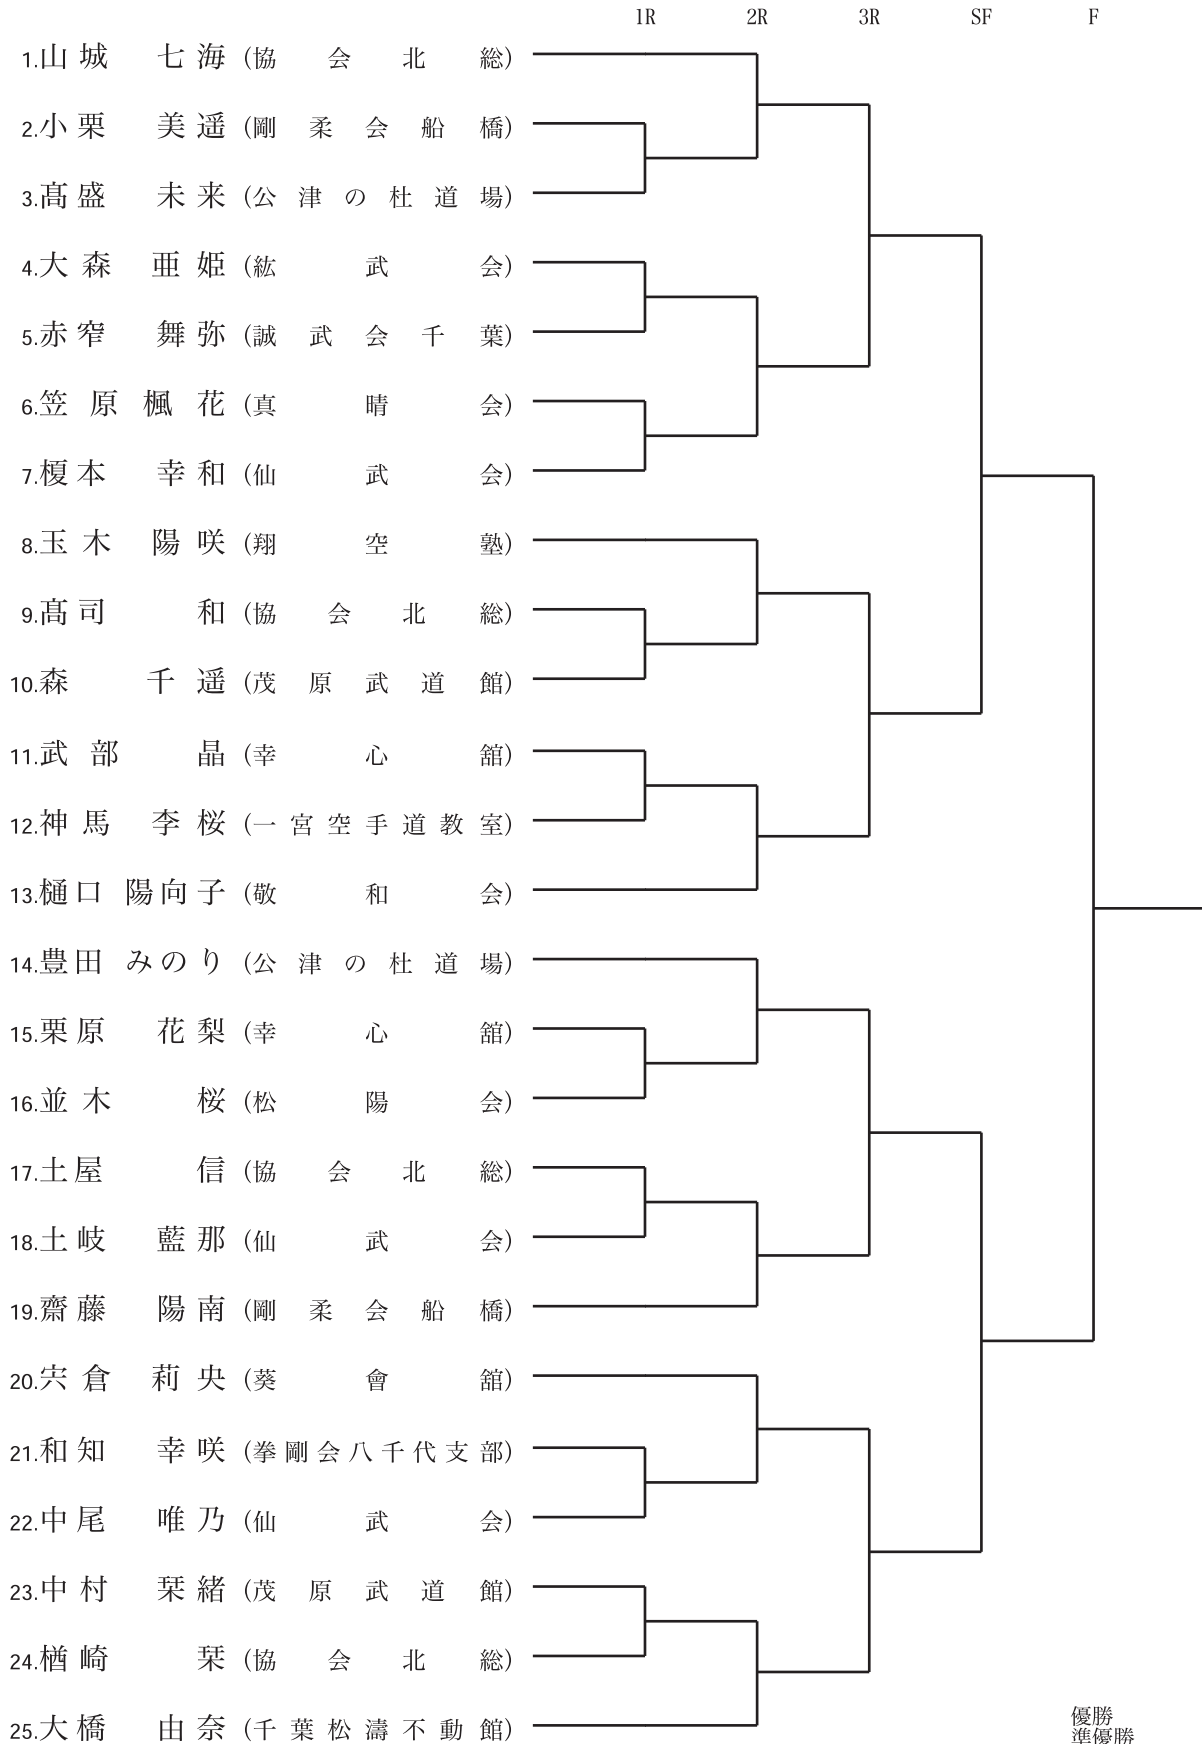 1R 2R 3R SF F
1.山城 七海 (協会北総)
2.小栗 美遥 (剛柔会船橋)
3.髙盛 未来 (公津の杜道場)
4.大森 亜姫 (紘武会)
5.赤窄 舞弥 (誠武会千葉)
6.笠原 楓花 (真晴会)
7.榎本 幸和 (仙武会)
8.玉木 陽咲 (翔空塾)
9.髙司 和 (協会北総)
10.森 千遥 (茂原武道館)
11.武部 晶 (幸心舘)
12.神馬 李桜 (一宮空手道教室)
13.樋口 陽向子 (敬和会)
14.豊田 みのり (公津の杜道場)
15.栗原 花梨 (幸心舘)
16.並木 桜 (松陽会)
17.土屋 信 (協会北総)
18.土岐 藍那 (仙武会)
19.齋藤 陽南 (剛柔会船橋)
20.宍倉 莉央 (葵會舘)
21.和知 幸咲 (拳剛会八千代支部)
22.中尾 唯乃 (仙武会)
23.中村 栞緒 (茂原武道館)
24.楢崎 栞 (協会北総)
25.大橋 由奈 (千葉松濤不動館)
優勝
準優勝